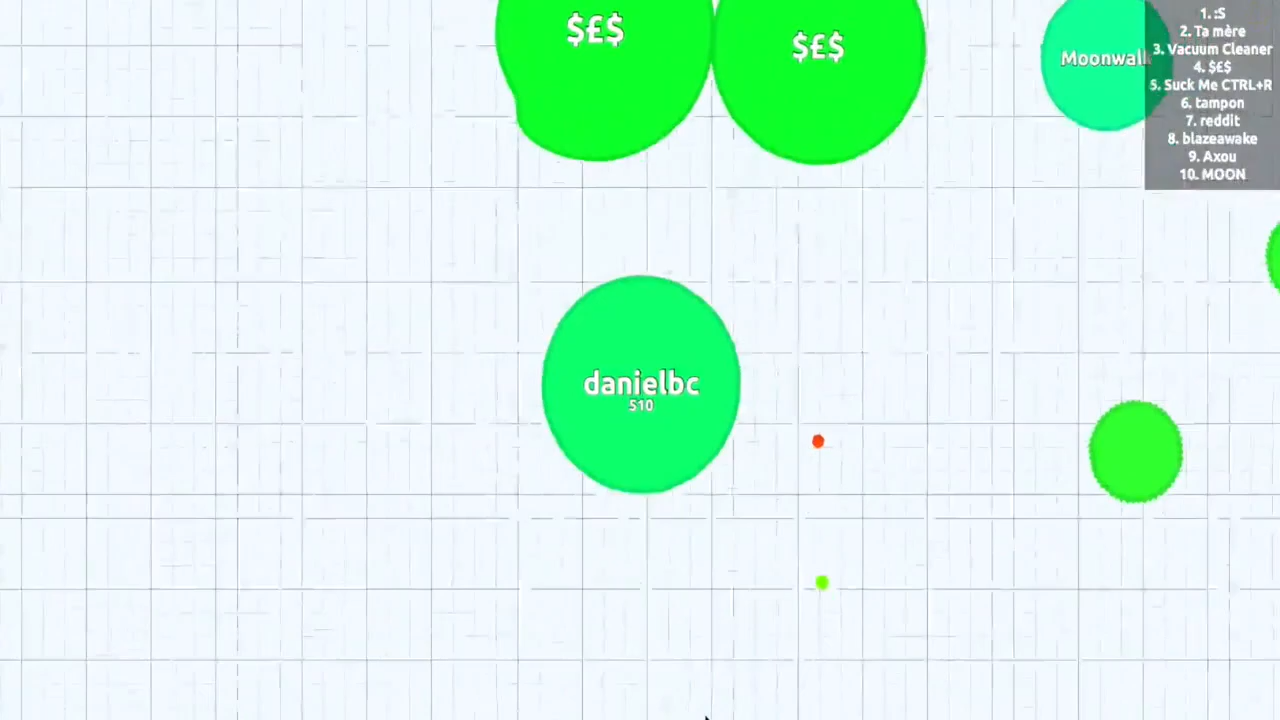 $£$
$£$
Moonwalk
1. :S
2. Ta mère
3. Vacuum Cleaner
4. $£$
5. Suck Me CTRL+R
6. tampon
7. reddit
8. blazeawake
9. Axou
10. MOON
danielbc
510